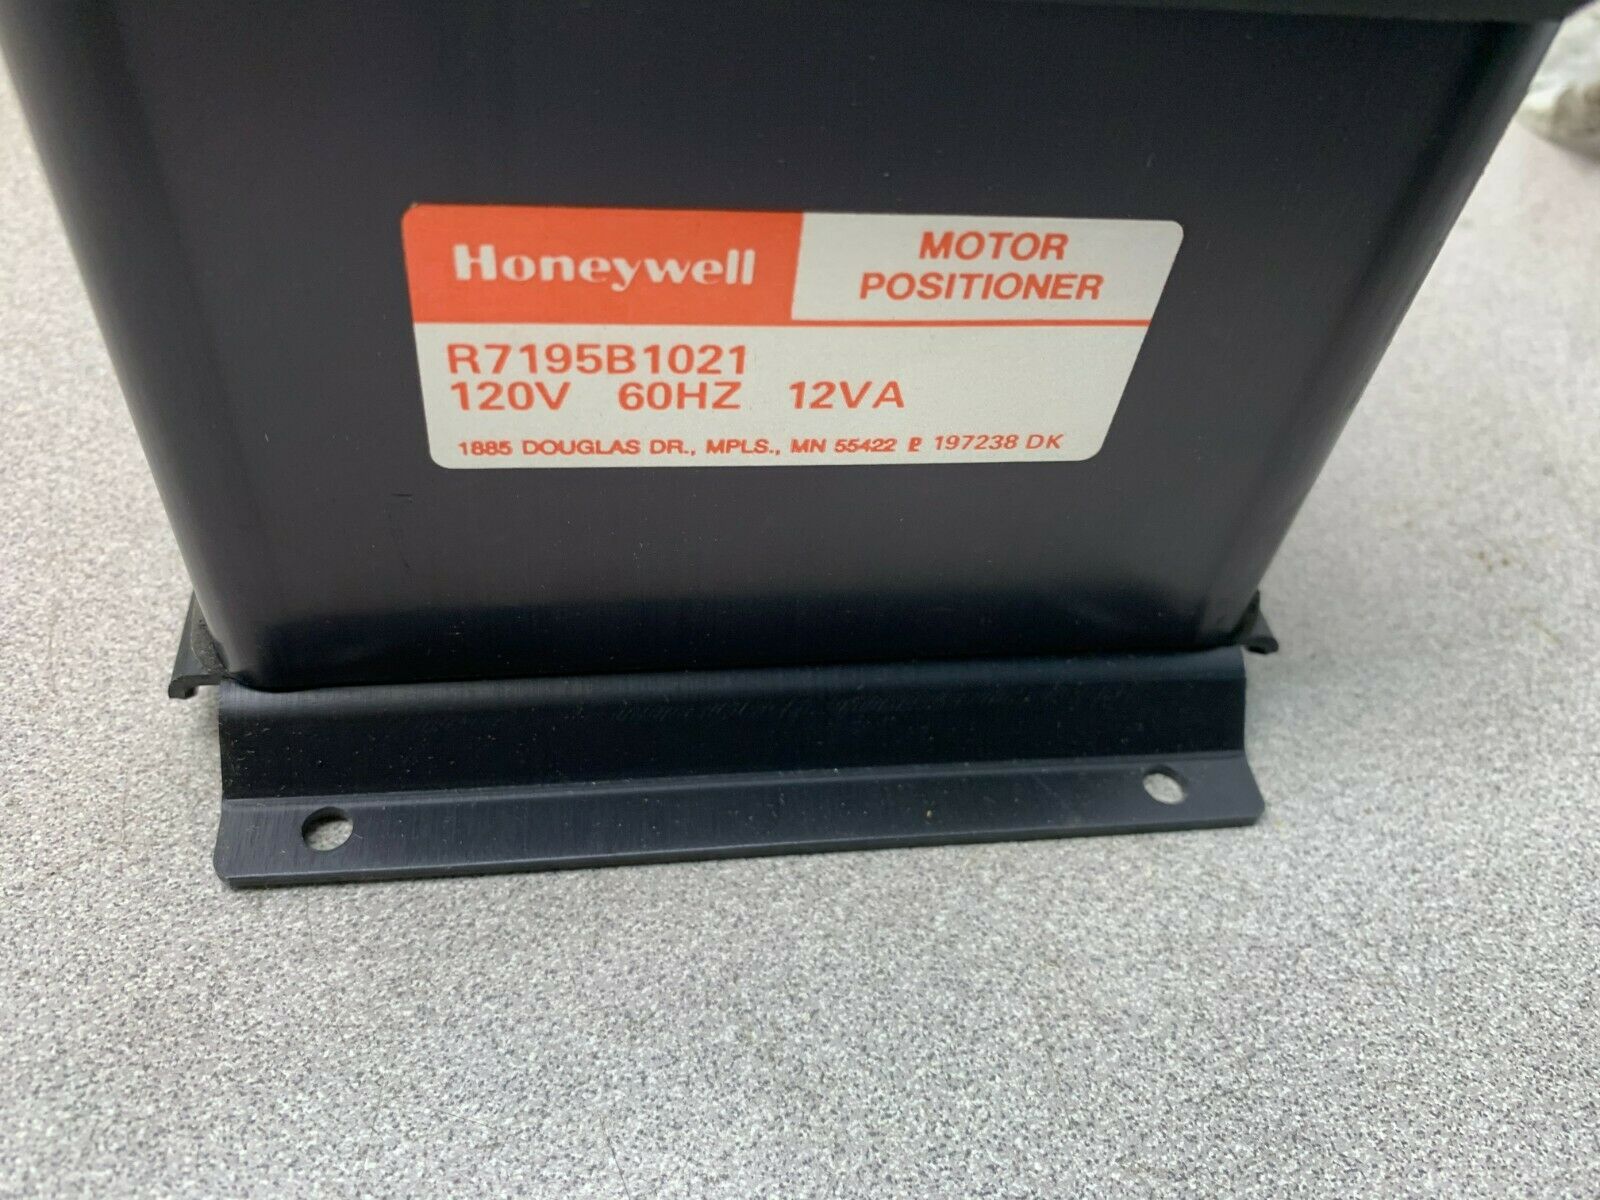 Honeywell
MOTOR
POSITIONER
R7195B1021
120V 60HZ 12VA
1885 DOUGLAS DR., MPLS., MN 55422 197238 DK